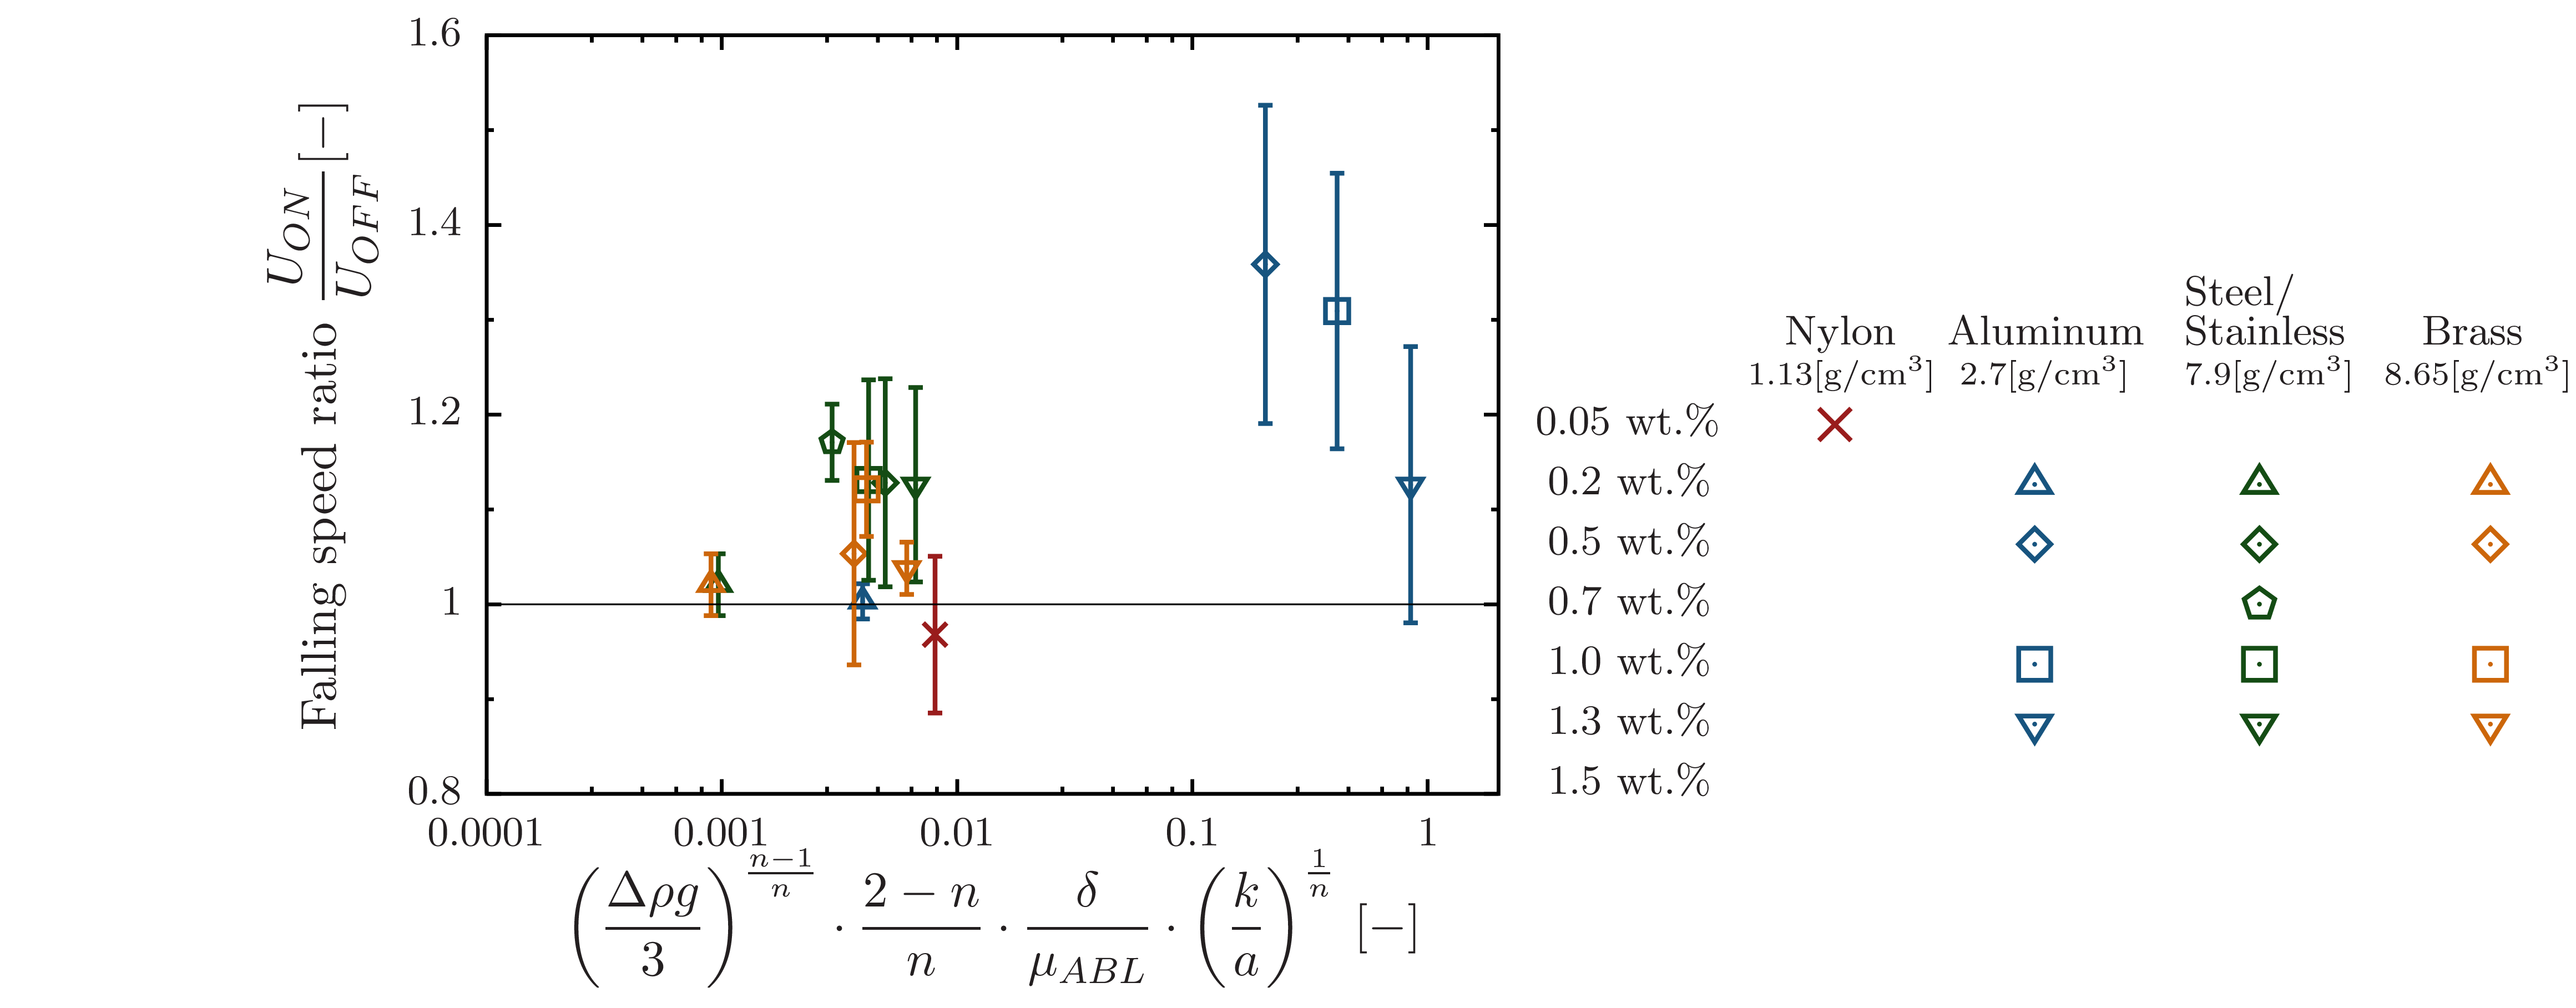 1.6
1.4
1.2
1
0.8
Falling speed ratio U_ON / U_OFF [−]
0.0001 0.001 0.01 0.1 1
(Δρg / 3)^((n−1)/n) · (2 − n)/n · δ/μ_ABL · (k/a)^(1/n) [−]
Steel/
Nylon Aluminum Stainless Brass
1.13[g/cm³] 2.7[g/cm³] 7.9[g/cm³] 8.65[g/cm³]
0.05 wt.%
0.2 wt.%
0.5 wt.%
0.7 wt.%
1.0 wt.%
1.3 wt.%
1.5 wt.%